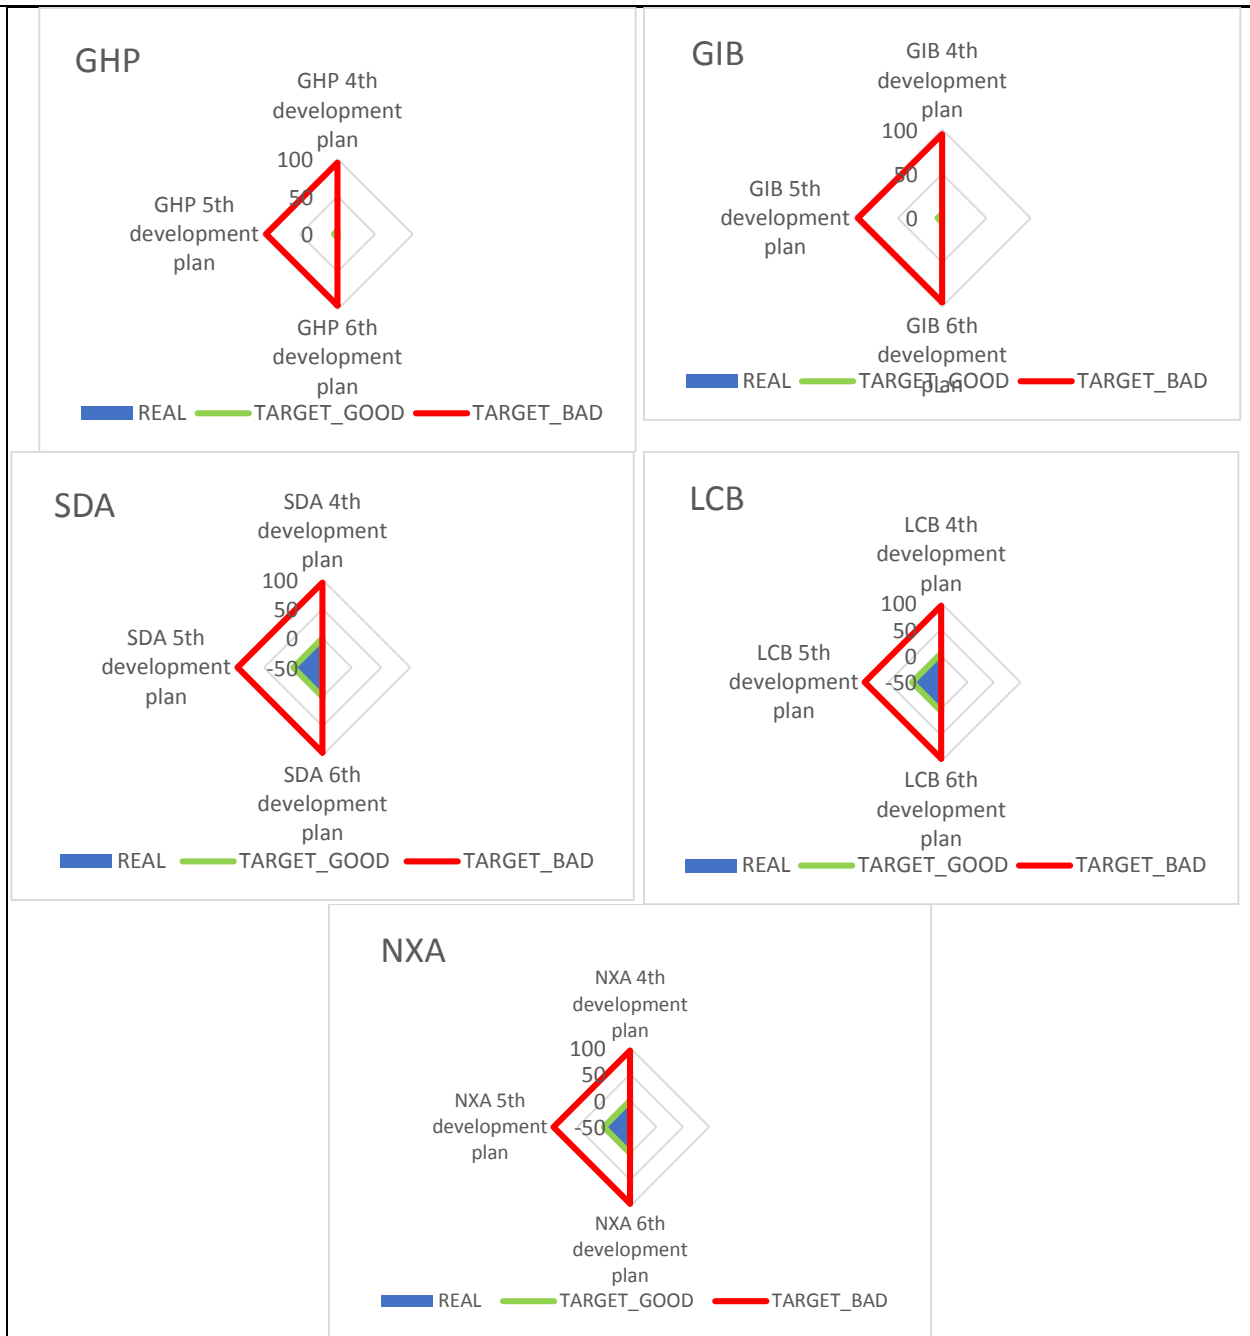 GHP
GHP 4th
development
plan
100
50
0
GHP 5th
development
plan
GHP 6th
development
plan
REAL TARGET_GOOD TARGET_BAD
GIB
GIB 4th
development
plan
100
50
0
GIB 5th
development
plan
GIB 6th
development
plan
REAL TARGET_GOOD TARGET_BAD
SDA
SDA 4th
development
plan
100
50
0
-50
SDA 5th
development
plan
SDA 6th
development
plan
REAL TARGET_GOOD TARGET_BAD
LCB
LCB 4th
development
plan
100
50
0
-50
LCB 5th
development
plan
LCB 6th
development
plan
REAL TARGET_GOOD TARGET_BAD
NXA
NXA 4th
development
plan
100
50
0
-50
NXA 5th
development
plan
NXA 6th
development
plan
REAL TARGET_GOOD TARGET_BAD